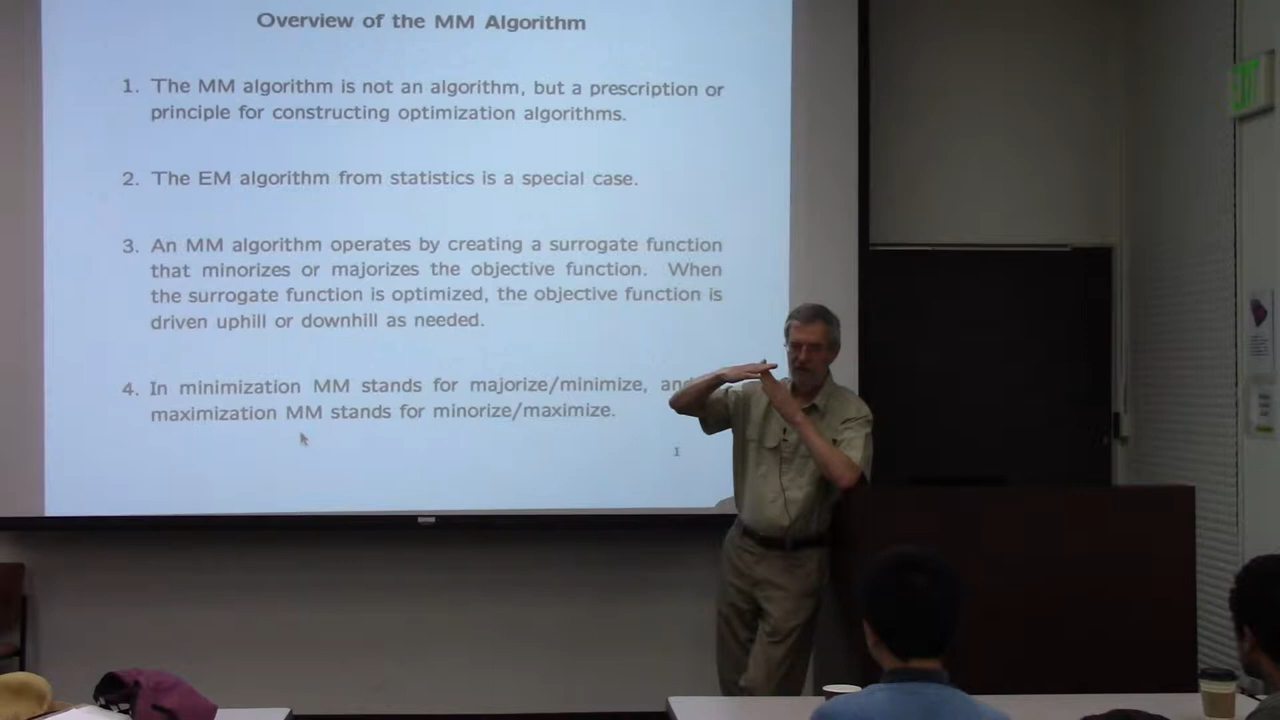 Overview of the MM Algorithm
1. The MM algorithm is not an algorithm, but a prescription or
principle for constructing optimization algorithms.
2. The EM algorithm from statistics is a special case.
3. An MM algorithm operates by creating a surrogate function
that minorizes or majorizes the objective function. When
the surrogate function is optimized, the objective function is
driven uphill or downhill as needed.
4. In minimization MM stands for majorize/minimize, and
maximization MM stands for minorize/maximize.
1
EXIT